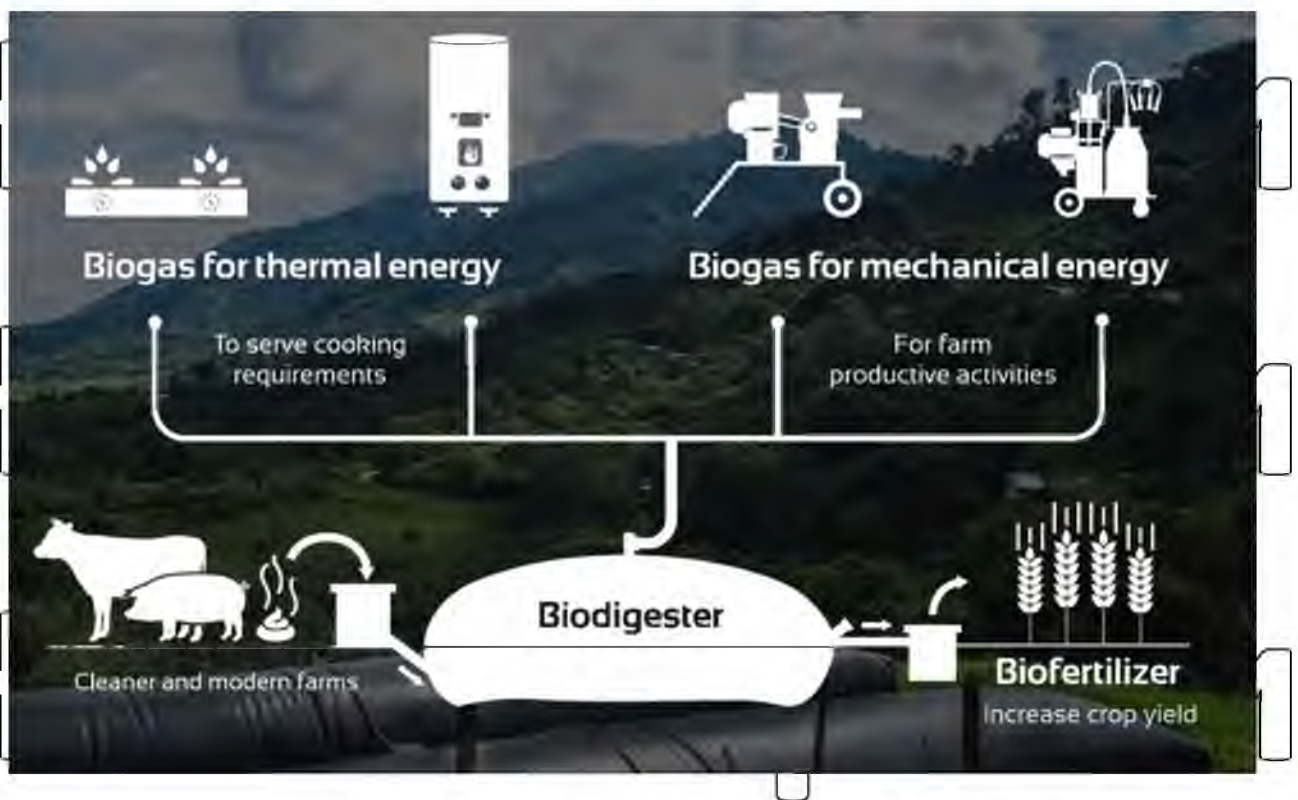 Biogas for thermal energy
Biogas for mechanical energy
To serve cooking
requirements
For farm
productive activities
Biodigester
Cleaner and modern farms
Biofertilizer
Increase crop yield